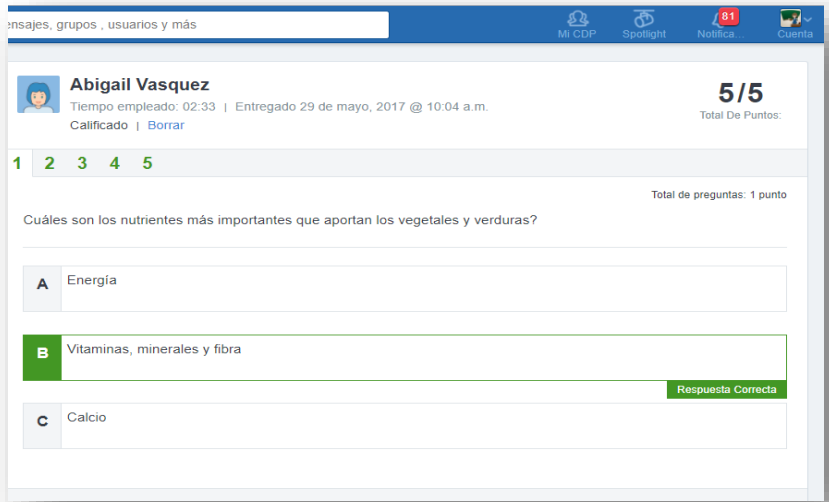 ensajes, grupos , usuarios y más
Mi CDP
Spotlight
81
Notifica...
Cuenta
Abigail Vasquez
Tiempo empleado: 02:33 | Entregado 29 de mayo, 2017 @ 10:04 a.m.
Calificado | Borrar
5/5
Total De Puntos:
1 2 3 4 5
Total de preguntas: 1 punto
Cuáles son los nutrientes más importantes que aportan los vegetales y verduras?
A Energía
B Vitaminas, minerales y fibra
Respuesta Correcta
C Calcio